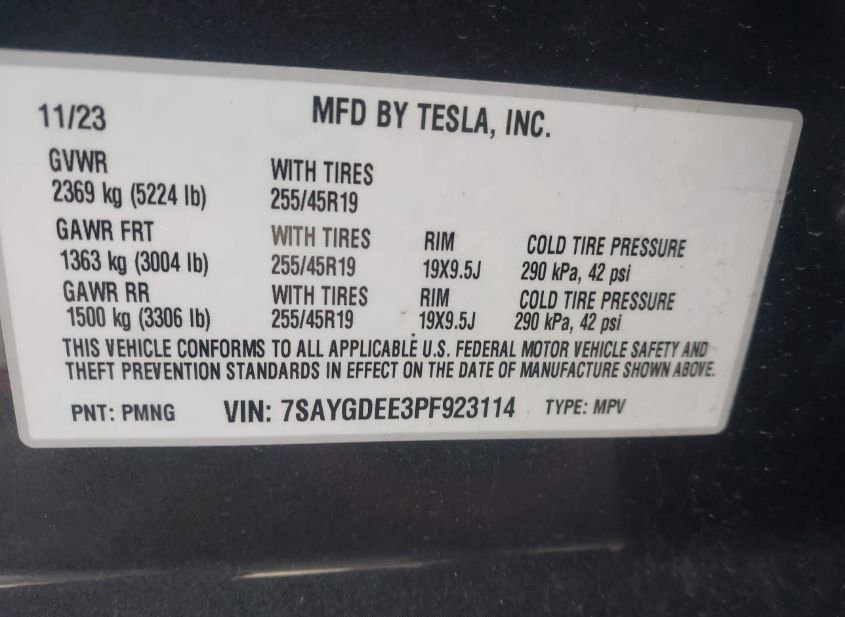 11/23 MFD BY TESLA, INC.
GVWR WITH TIRES
2369 kg (5224 lb) 255/45R19
GAWR FRT WITH TIRES RIM COLD TIRE PRESSURE
1363 kg (3004 lb) 255/45R19 19X9.5J 290 kPa, 42 psi
GAWR RR WITH TIRES RIM COLD TIRE PRESSURE
1500 kg (3306 lb) 255/45R19 19X9.5J 290 kPa, 42 psi
THIS VEHICLE CONFORMS TO ALL APPLICABLE U.S. FEDERAL MOTOR VEHICLE SAFETY AND
THEFT PREVENTION STANDARDS IN EFFECT ON THE DATE OF MANUFACTURE SHOWN ABOVE.
PNT: PMNG VIN: 7SAYGDEE3PF923114 TYPE: MPV